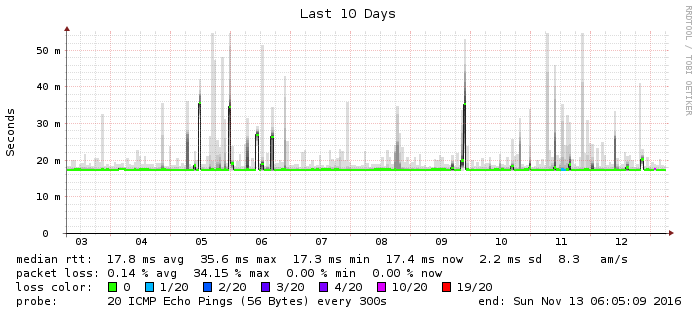 Last 10 Days
RRDTOOL / TOBI OETIKER
Seconds
50 m
40 m
30 m
20 m
10 m
0
03 04 05 06 07 08 09 10 11 12
median rtt: 17.8 ms avg 35.6 ms max 17.3 ms min 17.4 ms now 2.2 ms sd 8.3 am/s
packet loss: 0.14 % avg 34.15 % max 0.00 % min 0.00 % now
loss color: 0 1/20 2/20 3/20 4/20 10/20 19/20
probe: 20 ICMP Echo Pings (56 Bytes) every 300s end: Sun Nov 13 06:05:09 2016